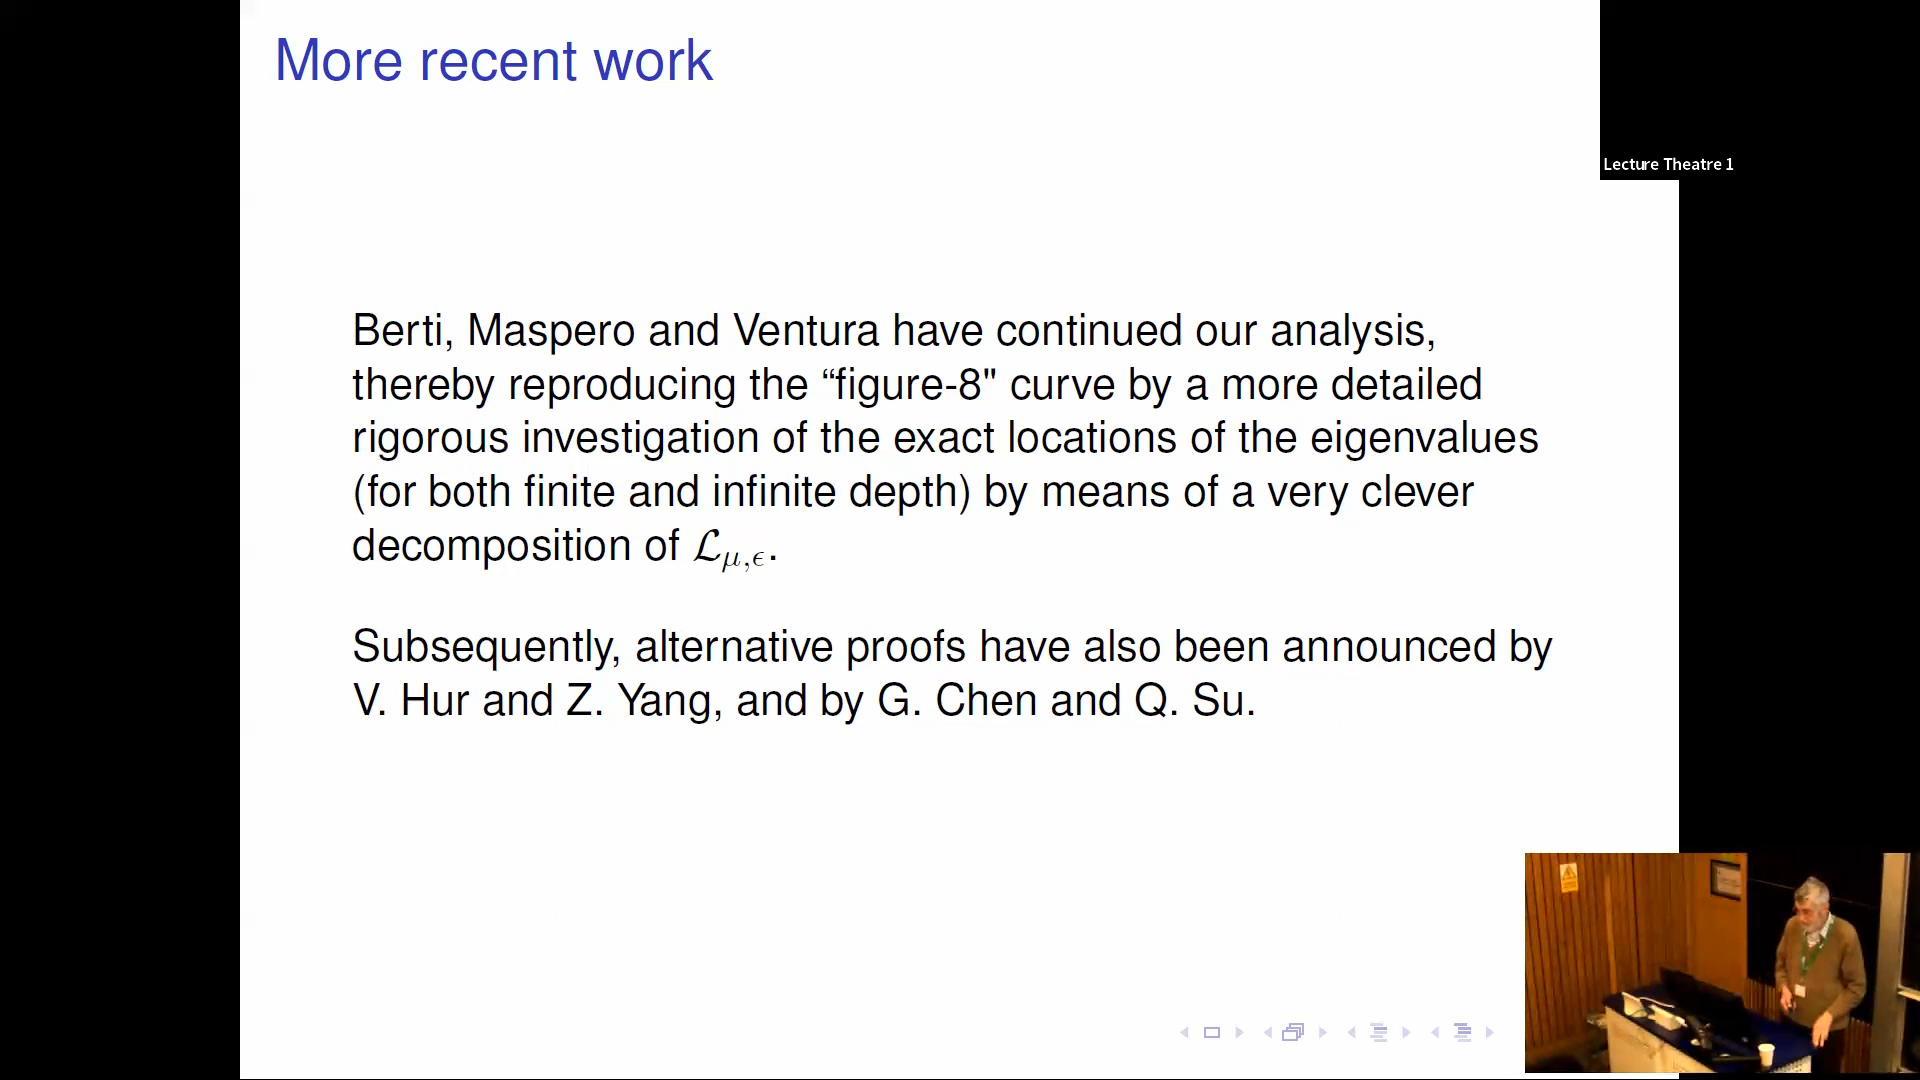 More recent work
Lecture Theatre 1
Berti, Maspero and Ventura have continued our analysis,
thereby reproducing the “figure-8" curve by a more detailed
rigorous investigation of the exact locations of the eigenvalues
(for both finite and infinite depth) by means of a very clever
decomposition of ℒ_{μ,ϵ}.
Subsequently, alternative proofs have also been announced by
V. Hur and Z. Yang, and by G. Chen and Q. Su.